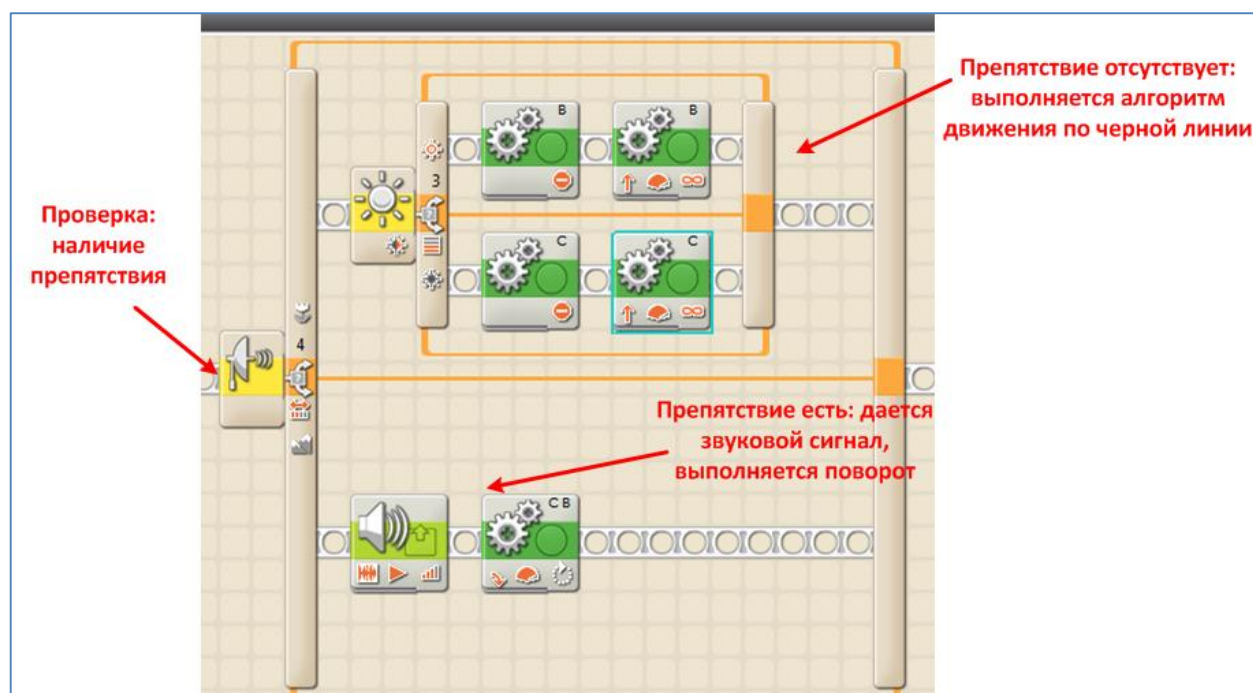 Препятствие отсутствует:
выполняется алгоритм
движения по черной линии
B
B
3
C
C
Проверка:
наличие
препятствия
4
Препятствие есть: дается
звуковой сигнал,
выполняется поворот
C B